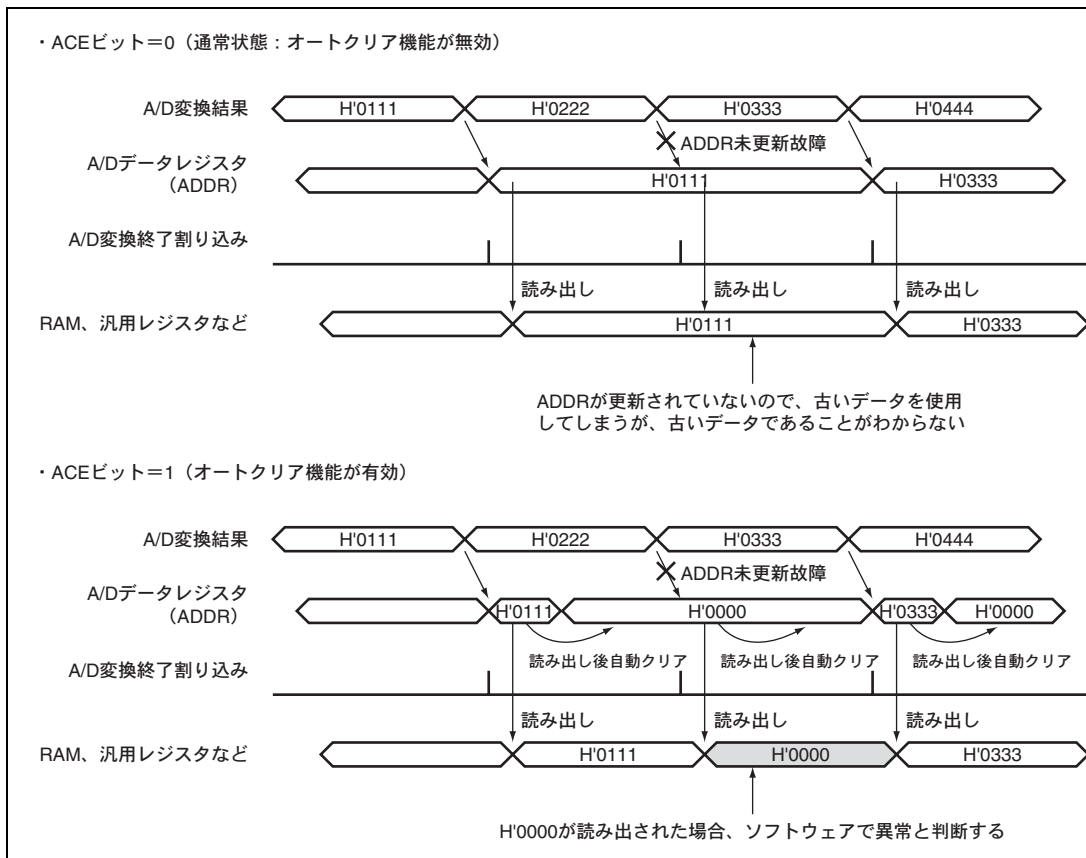 ・ACEビット＝0（通常状態：オートクリア機能が無効）
A/D変換結果
H'0111
H'0222
H'0333
H'0444
ADDR未更新故障
A/Dデータレジスタ
（ADDR）
H'0111
H'0333
A/D変換終了割り込み
読み出し
読み出し
読み出し
RAM、汎用レジスタなど
H'0111
H'0333
ADDRが更新されていないので、古いデータを使用
してしまうが、古いデータであることがわからない
・ACEビット＝1（オートクリア機能が有効）
A/D変換結果
H'0111
H'0222
H'0333
H'0444
ADDR未更新故障
A/Dデータレジスタ
（ADDR）
H'0111
H'0000
H'0333
H'0000
読み出し後自動クリア
読み出し後自動クリア
読み出し後自動クリア
A/D変換終了割り込み
読み出し
読み出し
読み出し
RAM、汎用レジスタなど
H'0111
H'0000
H'0333
H'0000が読み出された場合、ソフトウェアで異常と判断する